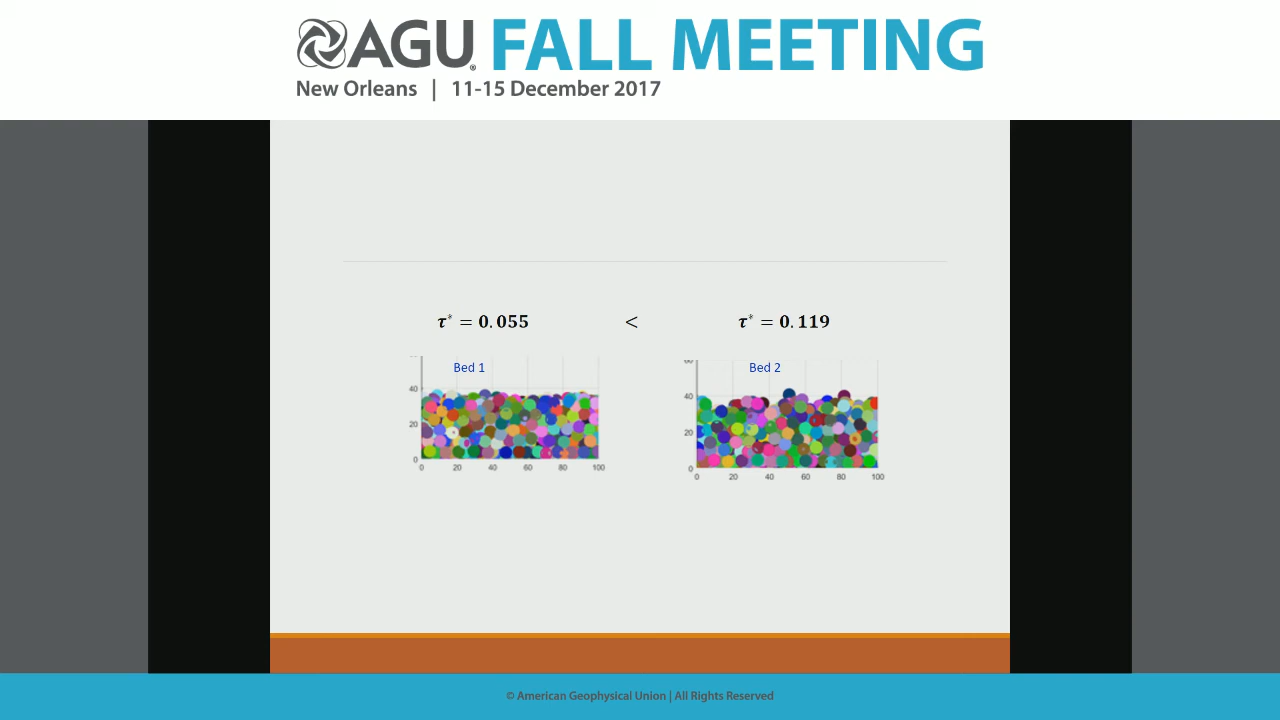 AGU FALL MEETING
New Orleans | 11-15 December 2017
τ* = 0.055 < τ* = 0.119
Bed 1
Bed 2
40
20
0
0 20 40 60 80 100
60
40
20
0
0 20 40 60 80 100
© American Geophysical Union | All Rights Reserved